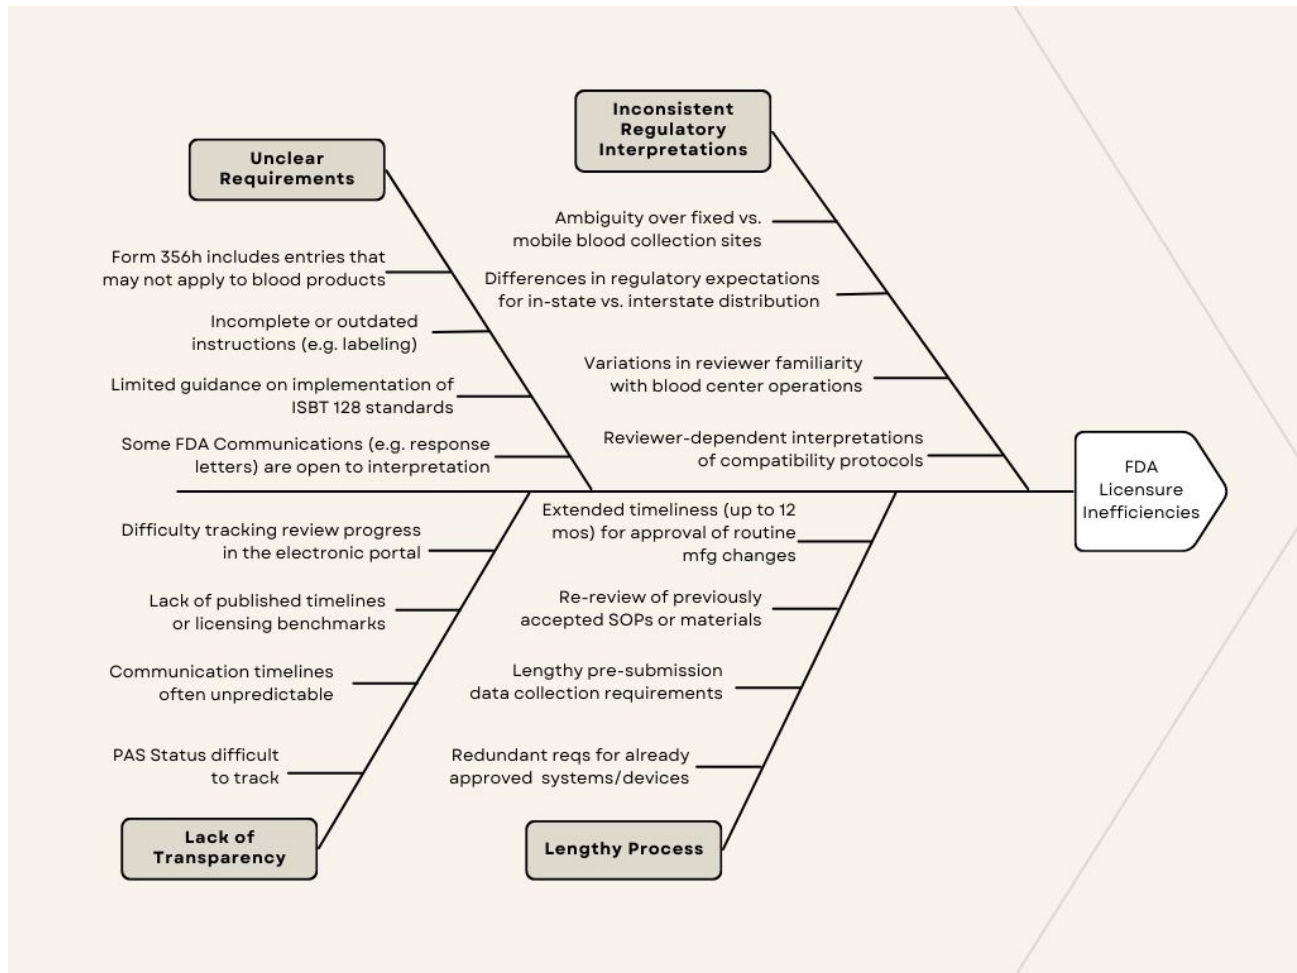 Inconsistent
Regulatory
Interpretations
Unclear
Requirements
Ambiguity over fixed vs.
mobile blood collection sites
Form 356h includes entries that
may not apply to blood products
Differences in regulatory expectations
for in-state vs. interstate distribution
Incomplete or outdated
instructions (e.g. labeling)
Variations in reviewer familiarity
with blood center operations
Limited guidance on implementation of
ISBT 128 standards
Some FDA Communications (e.g. response
letters) are open to interpretation
Reviewer-dependent interpretations
of compatibility protocols
FDA
Licensure
Inefficiencies
Difficulty tracking review progress
in the electronic portal
Extended timeliness (up to 12
mos) for approval of routine
mfg changes
Lack of published timelines
or licensing benchmarks
Re-review of previously
accepted SOPs or materials
Communication timelines
often unpredictable
Lengthy pre-submission
data collection requirements
PAS Status difficult
to track
Redundant reqs for already
approved systems/devices
Lack of
Transparency
Lengthy Process